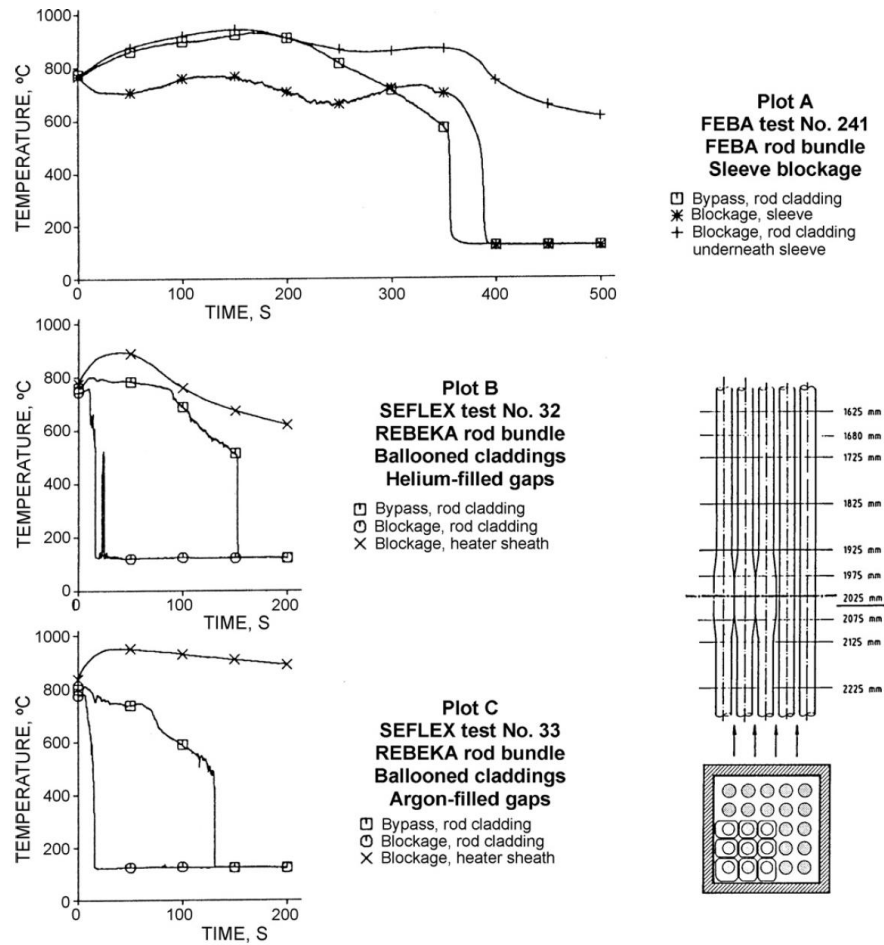 1000
800
600
400
200
0
TEMPERATURE, ºC
0
100
200
300
400
500
TIME, S
Plot A
FEBA test No. 241
FEBA rod bundle
Sleeve blockage
Bypass, rod cladding
Blockage, sleeve
Blockage, rod cladding
underneath sleeve
1000
800
600
400
200
0
TEMPERATURE, ºC
0
100
200
TIME, S
Plot B
SEFLEX test No. 32
REBEKA rod bundle
Ballooned claddings
Helium-filled gaps
Bypass, rod cladding
Blockage, rod cladding
Blockage, heater sheath
1000
800
600
400
200
0
TEMPERATURE, ºC
0
100
200
TIME, S
Plot C
SEFLEX test No. 33
REBEKA rod bundle
Ballooned claddings
Argon-filled gaps
Bypass, rod cladding
Blockage, rod cladding
Blockage, heater sheath
1625 mm
1680 mm
1725 mm
1825 mm
1925 mm
1975 mm
2025 mm
2075 mm
2125 mm
2225 mm